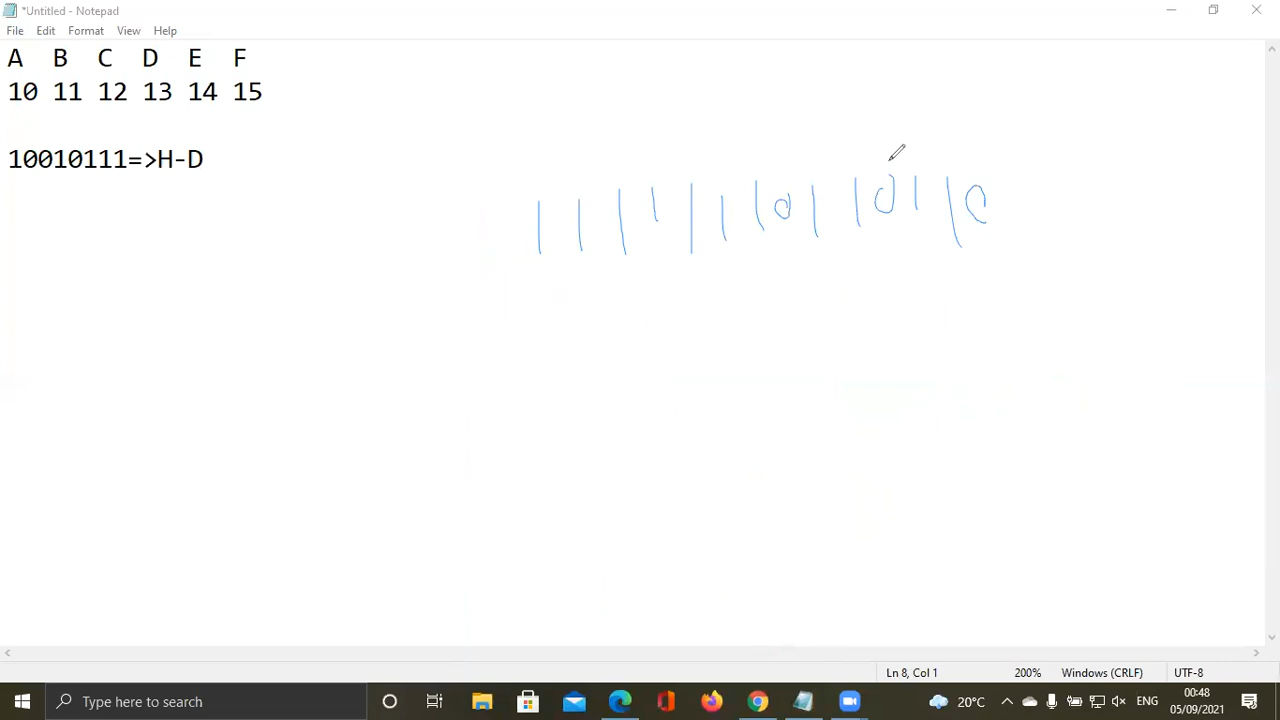 *Untitled - Notepad
File Edit Format View Help
A B C D E F
10 11 12 13 14 15
10010111=>H-D
11111110110110
Ln 8, Col 1 200% Windows (CRLF) UTF-8
Type here to search
20°C ENG 00:48
05/09/2021